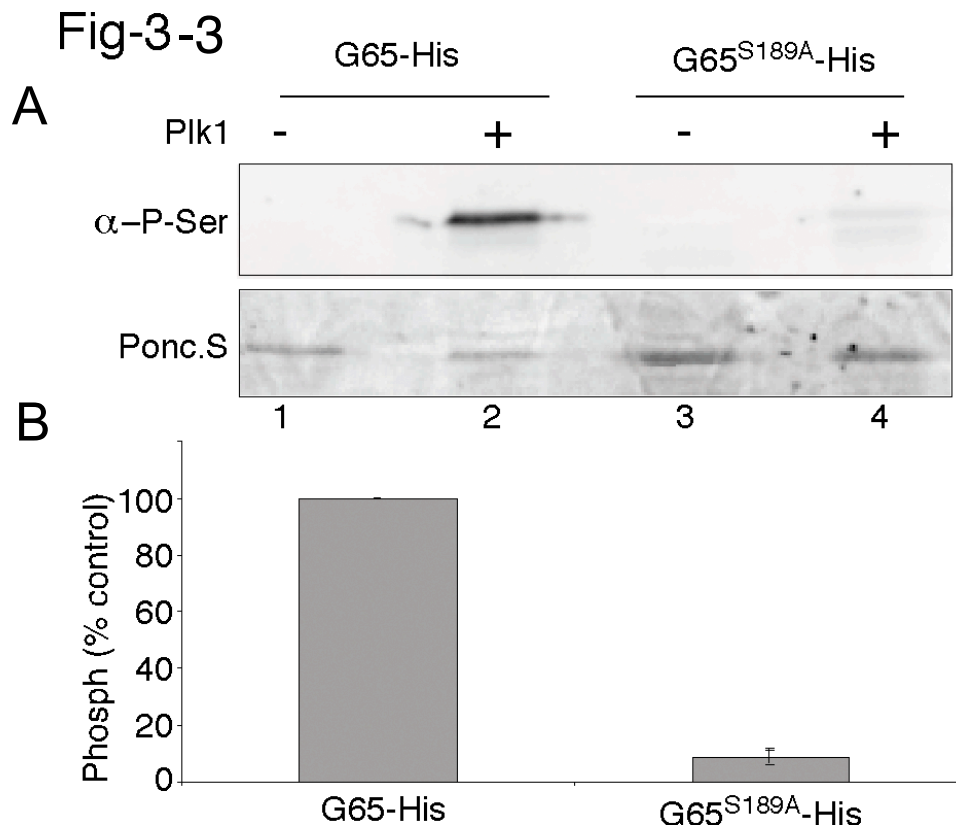 Fig-3-3
A
G65-His G65S189A-His
Plk1 - + - +
α–P-Ser
Ponc.S
1 2 3 4
B
Phosph (% control)
100
80
60
40
20
0
G65-His G65S189A-His